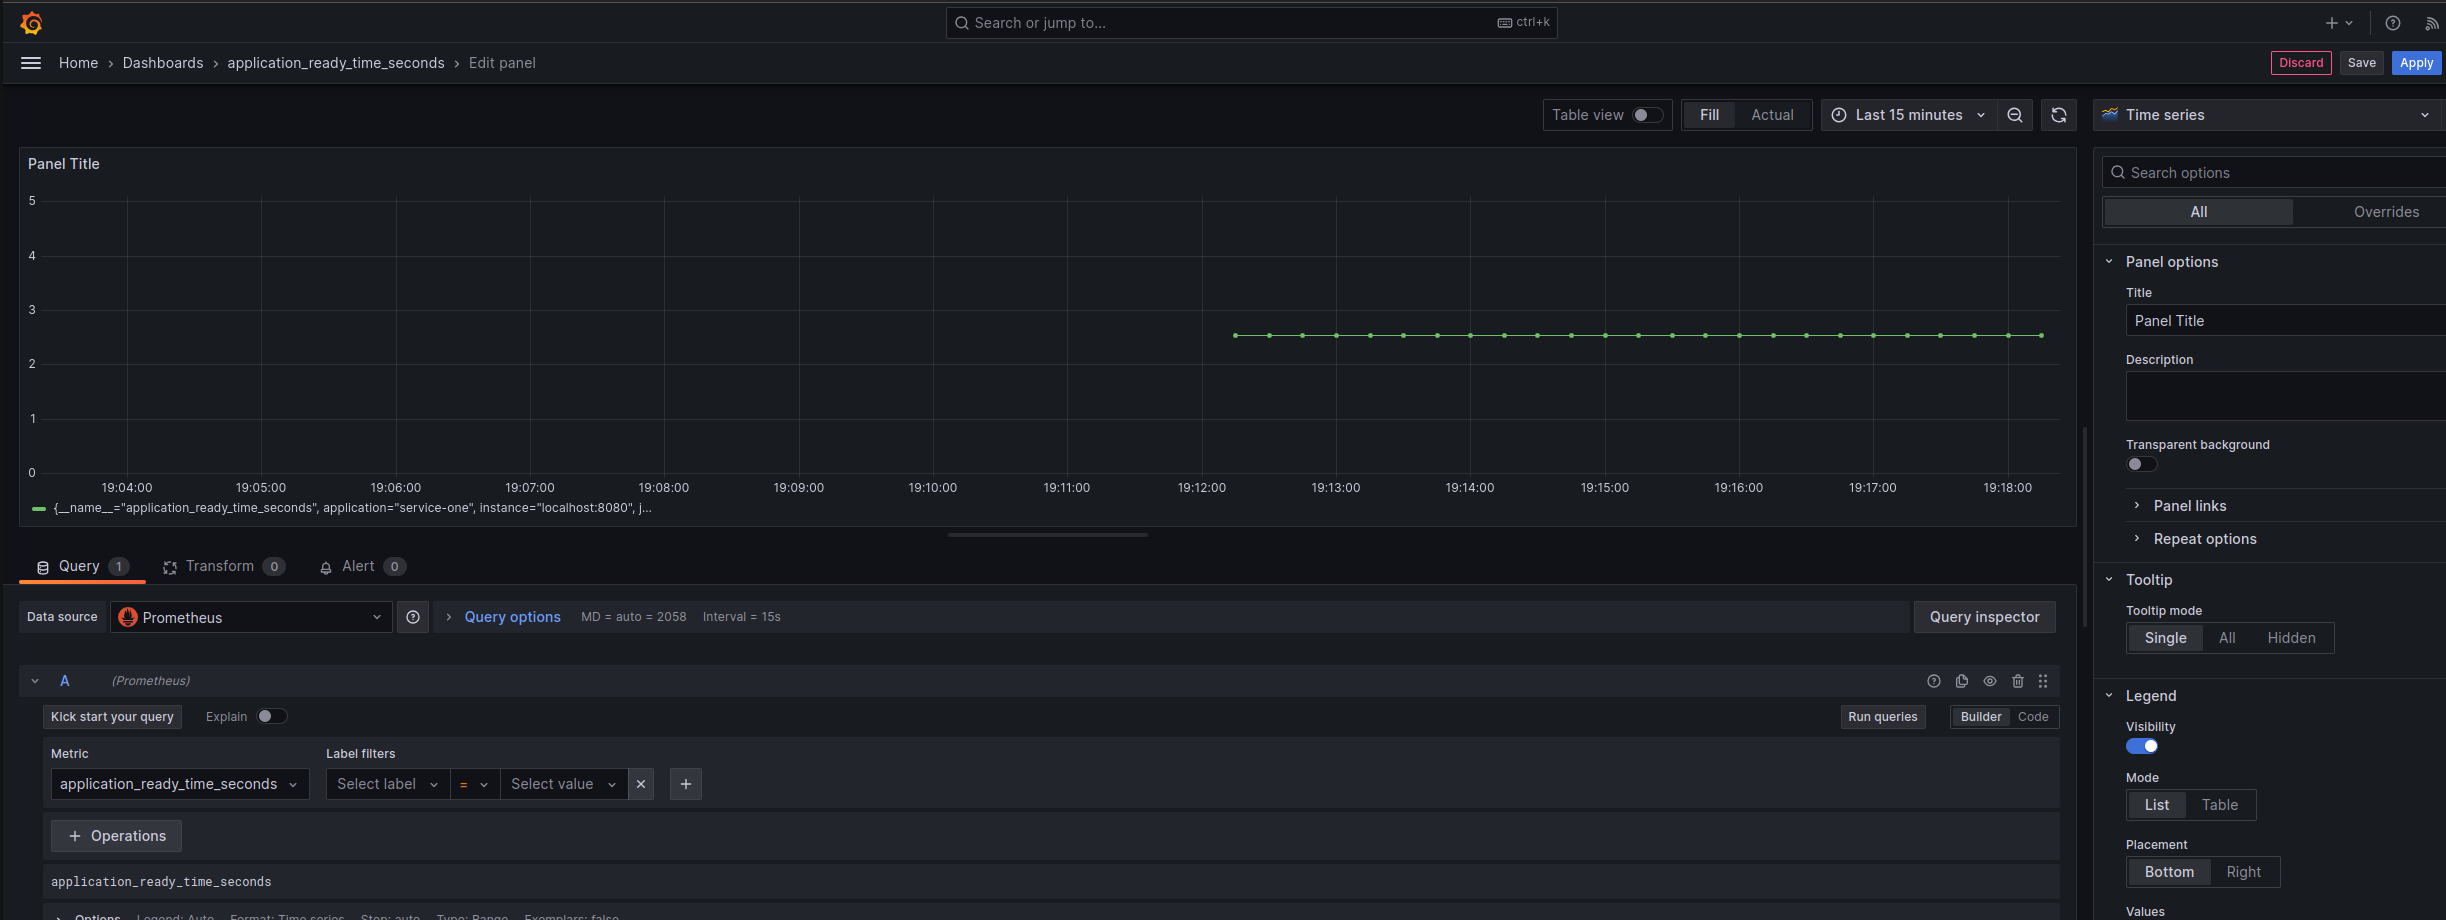 Search or jump to... ctrl+k
Home › Dashboards › application_ready_time_seconds › Edit panel
Discard Save Apply
Table view Fill Actual Last 15 minutes Time series
Panel Title
5
4
3
2
1
0
19:04:00 19:05:00 19:06:00 19:07:00 19:08:00 19:09:00 19:10:00 19:11:00 19:12:00 19:13:00 19:14:00 19:15:00 19:16:00 19:17:00 19:18:00
{__name__="application_ready_time_seconds", application="service-one", instance="localhost:8080", j...
Query 1 Transform 0 Alert 0
Data source Prometheus Query options MD = auto = 2058 Interval = 15s Query inspector
A (Prometheus)
Kick start your query Explain Run queries Builder Code
Metric Label filters
application_ready_time_seconds Select label = Select value
+ Operations
application_ready_time_seconds
Options Legend: Auto Format: Time series Step: auto Type: Range Exemplars: false
Search options
All Overrides
Panel options
Title
Panel Title
Description
Transparent background
Panel links
Repeat options
Tooltip
Tooltip mode
Single All Hidden
Legend
Visibility
Mode
List Table
Placement
Bottom Right
Values